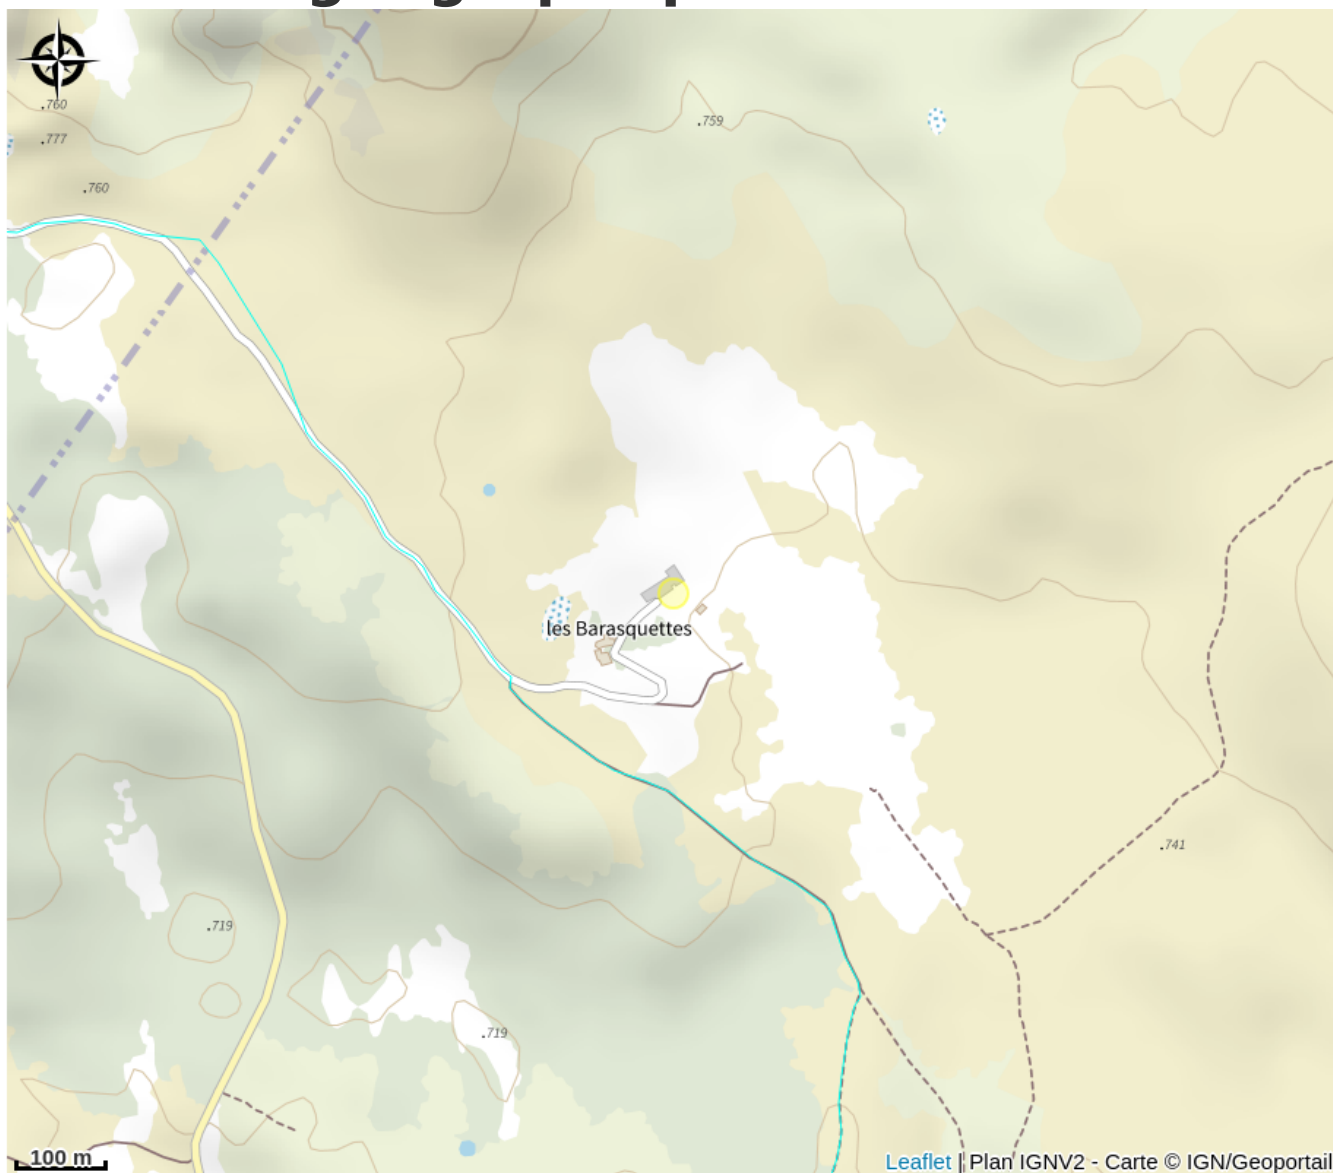 .760
.777
.759
.760
les Barasquettes
.741
.719
.719
100 m
Leaflet | Plan IGNV2 - Carte © IGN/Geoportail